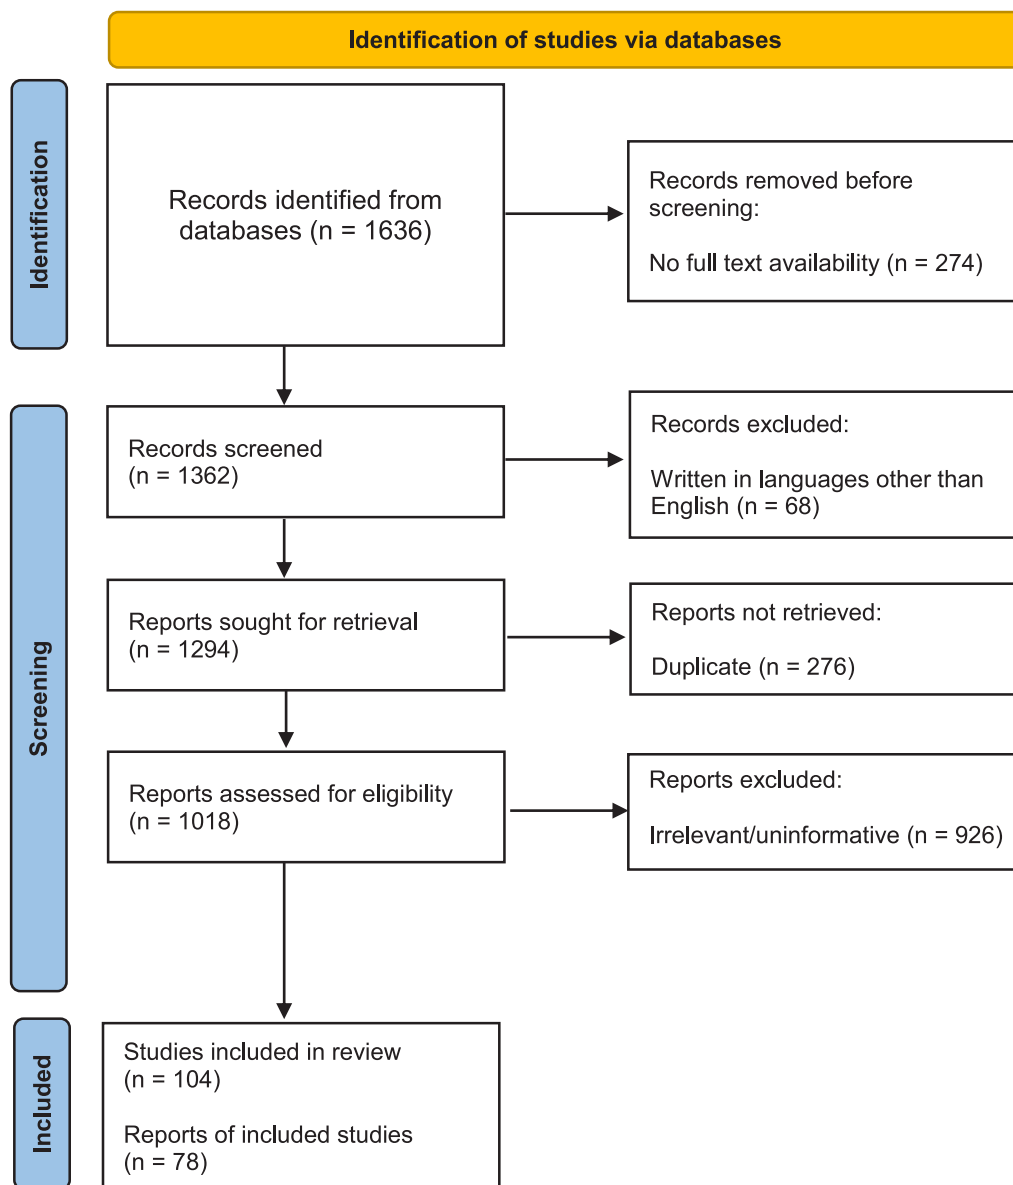 Identification of studies via databases
Identification
Records identified from
databases (n = 1636)
Records removed before
screening:
No full text availability (n = 274)
Screening
Records screened
(n = 1362)
Records excluded:
Written in languages other than
English (n = 68)
Reports sought for retrieval
(n = 1294)
Reports not retrieved:
Duplicate (n = 276)
Reports assessed for eligibility
(n = 1018)
Reports excluded:
Irrelevant/uninformative (n = 926)
Included
Studies included in review
(n = 104)
Reports of included studies
(n = 78)